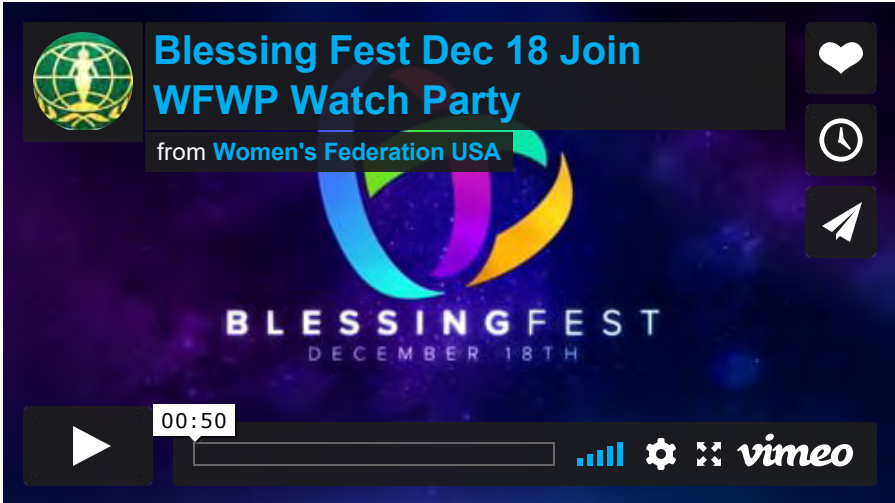 Blessing Fest Dec 18 Join
WFWP Watch Party
from Women's Federation USA
BLESSINGFEST
DECEMBER 18TH
00:50
vimeo